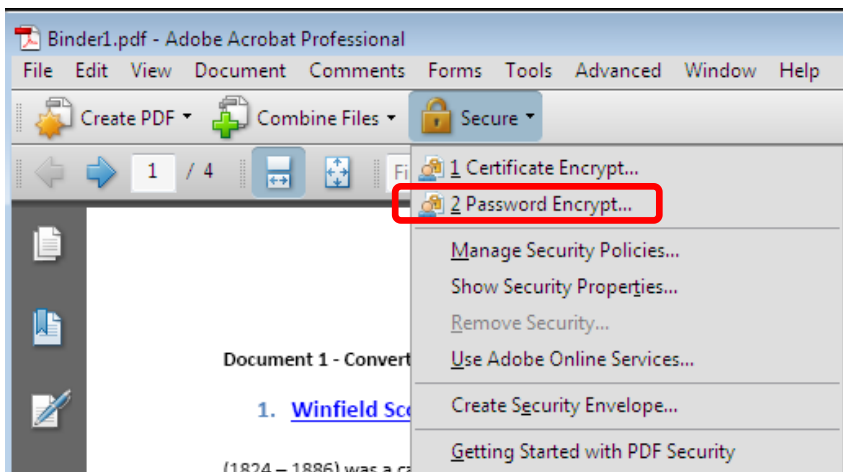 Binder1.pdf - Adobe Acrobat Professional
File Edit View Document Comments Forms Tools Advanced Window Help
Create PDF Combine Files Secure
1 / 4 Fi
1 Certificate Encrypt...
2 Password Encrypt...
Manage Security Policies...
Show Security Properties...
Remove Security...
Use Adobe Online Services...
Create Security Envelope...
Getting Started with PDF Security
Document 1 - Convert
1. Winfield Sco
(1824 – 1886) was a ca